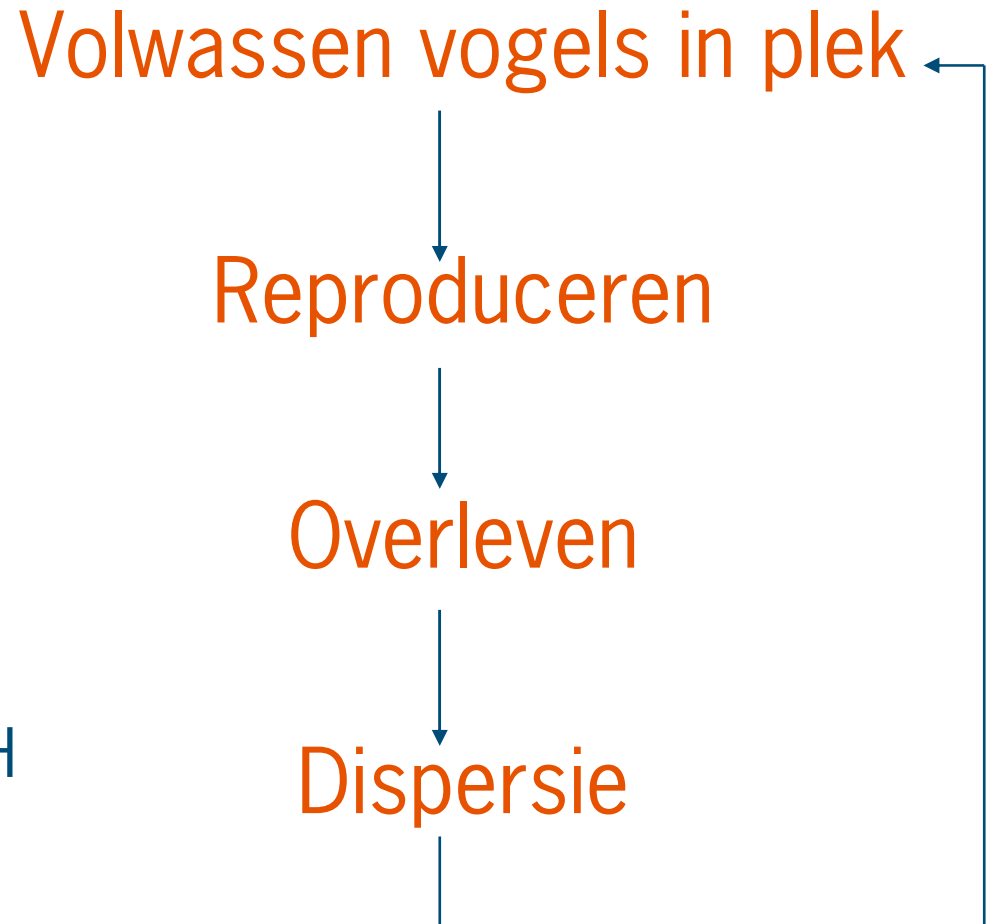 Volwassen vogels in plek
Reproduceren
Overleven
H
Dispersie